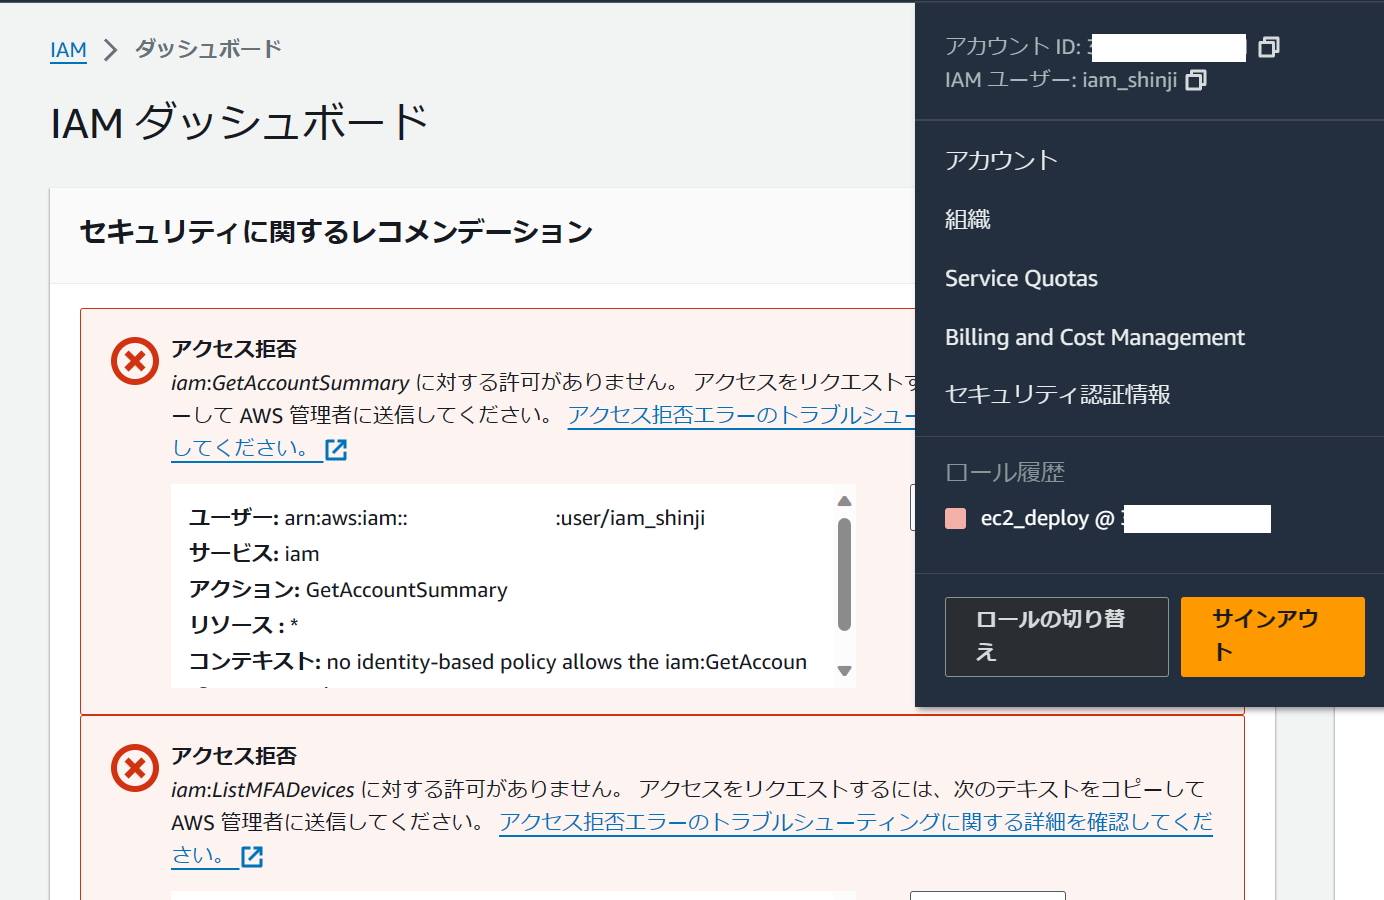 IAM > ダッシュボード
IAM ダッシュボード
セキュリティに関するレコメンデーション
アクセス拒否
iam:GetAccountSummary に対する許可がありません。 アクセスをリクエストす
ーして AWS 管理者に送信してください。 アクセス拒否エラーのトラブルシュー
してください。
ユーザー: arn:aws:iam:: :user/iam_shinji
サービス: iam
アクション: GetAccountSummary
リソース : *
コンテキスト: no identity-based policy allows the iam:GetAccoun
アクセス拒否
iam:ListMFADevices に対する許可がありません。 アクセスをリクエストするには、次のテキストをコピーして
AWS 管理者に送信してください。 アクセス拒否エラーのトラブルシューティングに関する詳細を確認してくだ
さい。
アカウント ID:
IAM ユーザー: iam_shinji
アカウント
組織
Service Quotas
Billing and Cost Management
セキュリティ認証情報
ロール履歴
ec2_deploy @
ロールの切り替
え
サインアウ
ト